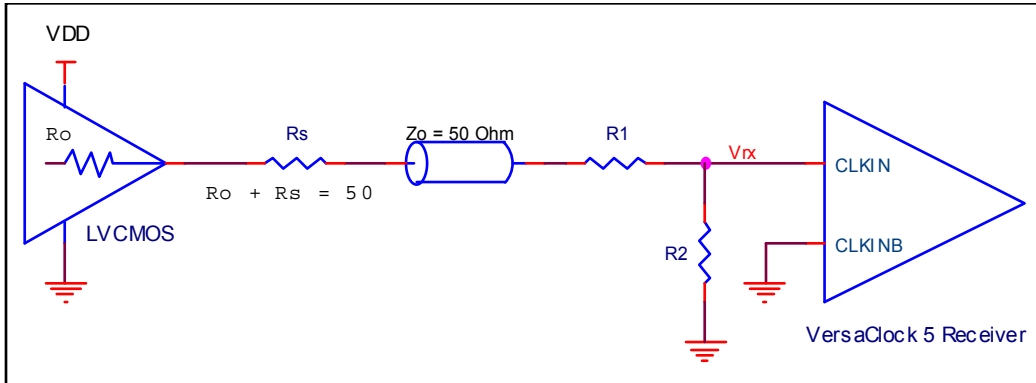 VDD
Ro
Rs
Zo = 50 Ohm
R1
Vrx
CLKIN
Ro + Rs = 50
LVCMOS
R2
CLKINB
VersaClock 5 Receiver